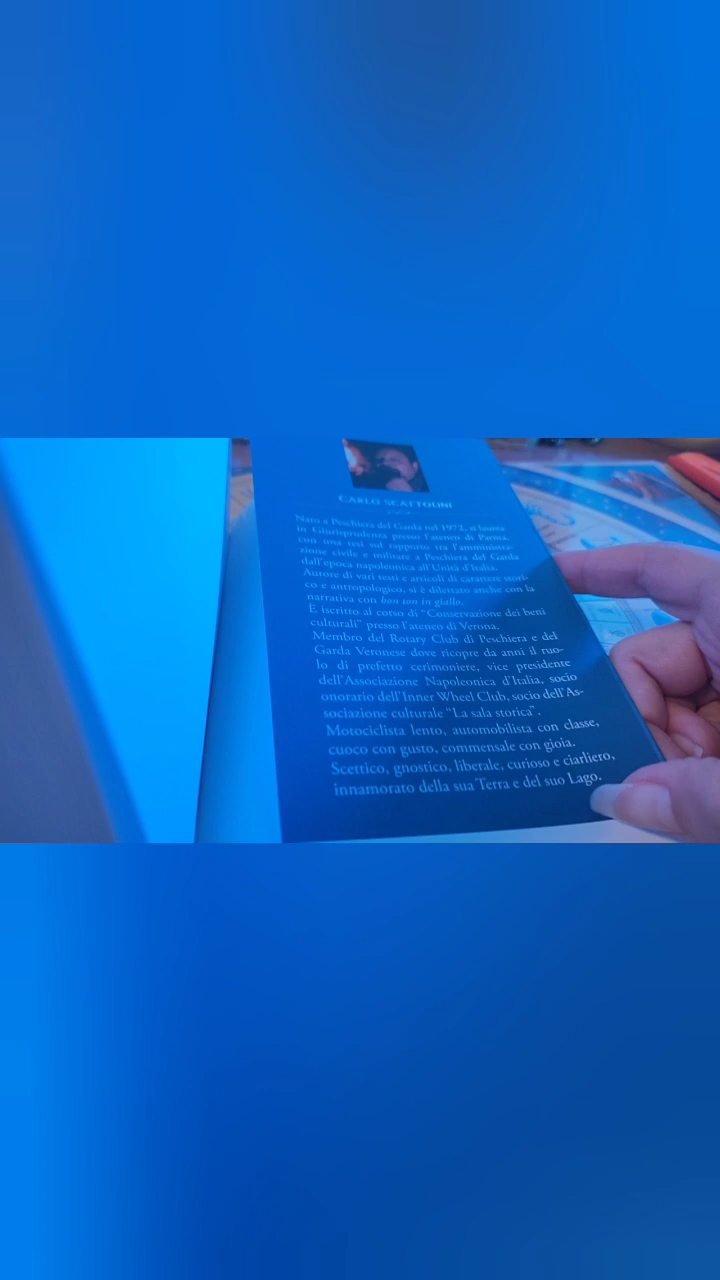 CARLO SCATTOLINI
Nato a Peschiera del Garda nel 1972, si laurea
in Giurisprudenza presso l'ateneo di Parma,
con una tesi sul rapporto tra l'amministra-
zione civile e militare a Peschiera del Garda
dall'epoca napoleonica all'Unità d'Italia.
Autore di vari testi e articoli di carattere stori-
co e antropologico, si è dilettato anche con la
narrativa con bon ton in giallo.
È iscritto al corso di "Conservazione dei beni
culturali" presso l'ateneo di Verona.
Membro del Rotary Club di Peschiera e del
Garda Veronese dove ricopre da anni il ruo-
lo di prefetto cerimoniere, vice presidente
dell'Associazione Napoleonica d'Italia, socio
onorario dell'Inner Wheel Club, socio dell'As-
sociazione culturale "La sala storica".
Motociclista lento, automobilista con classe,
cuoco con gusto, commensale con gioia.
Scettico, gnostico, liberale, curioso e ciarliero,
innamorato della sua Terra e del suo Lago.